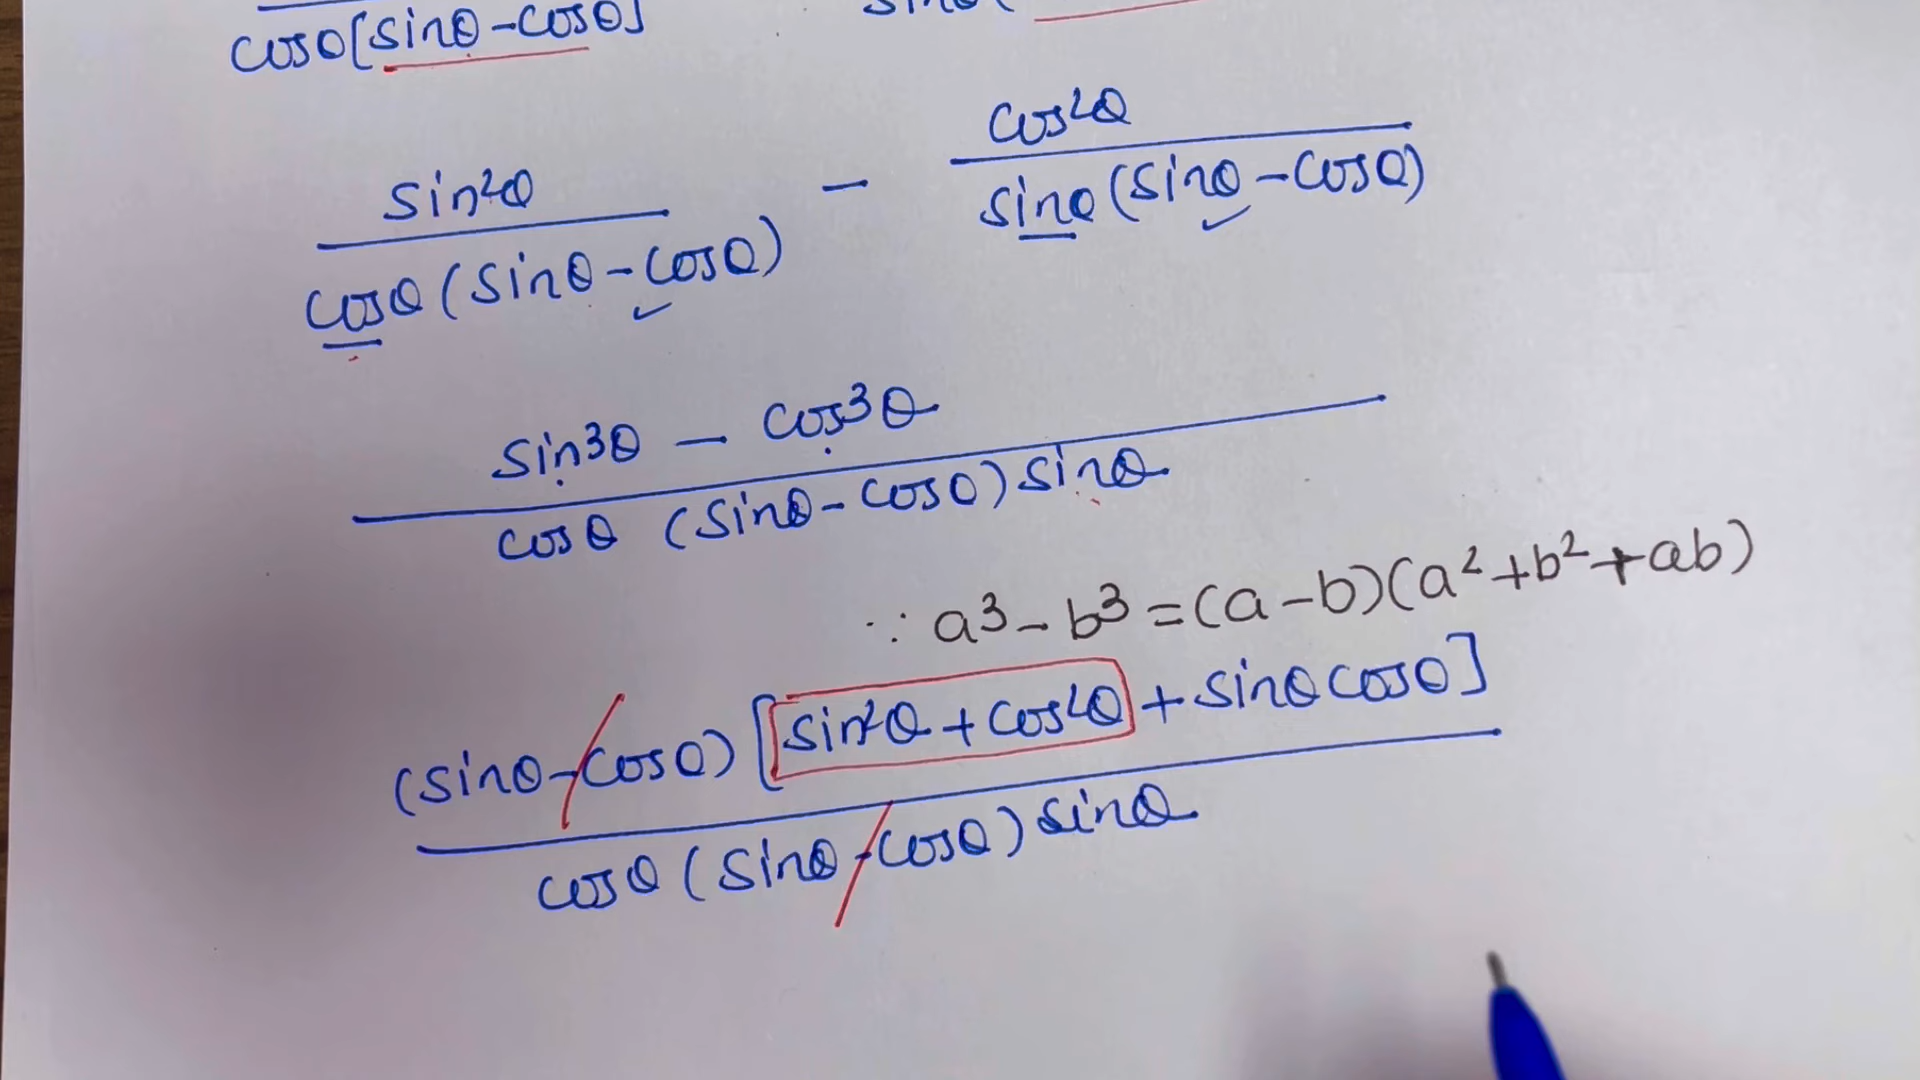 cosθ[sinθ-cosθ] sinθ(
sin²θ - cos²θ
cosθ(sinθ-cosθ) sinθ(sinθ-cosθ)
sin³θ - cos³θ
cosθ (sinθ-cosθ) sinθ
∵ a³-b³=(a-b)(a²+b²+ab)
(sinθ-cosθ) [sin²θ+cos²θ+sinθcosθ]
cosθ(sinθ-cosθ) sinθ